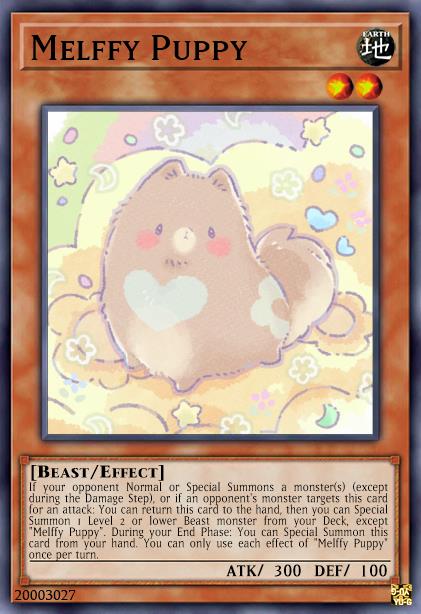 Melffy Puppy
EARTH
地
[Beast/Effect]
If your opponent Normal or Special Summons a monster(s) (except
during the Damage Step), or if an opponent's monster targets this card
for an attack: You can return this card to the hand, then you can Special
Summon 1 Level 2 or lower Beast monster from your Deck, except
"Melffy Puppy". During your End Phase: You can Special Summon this
card from your hand. You can only use each effect of "Melffy Puppy"
once per turn.
ATK/ 300 DEF/ 100
20003027